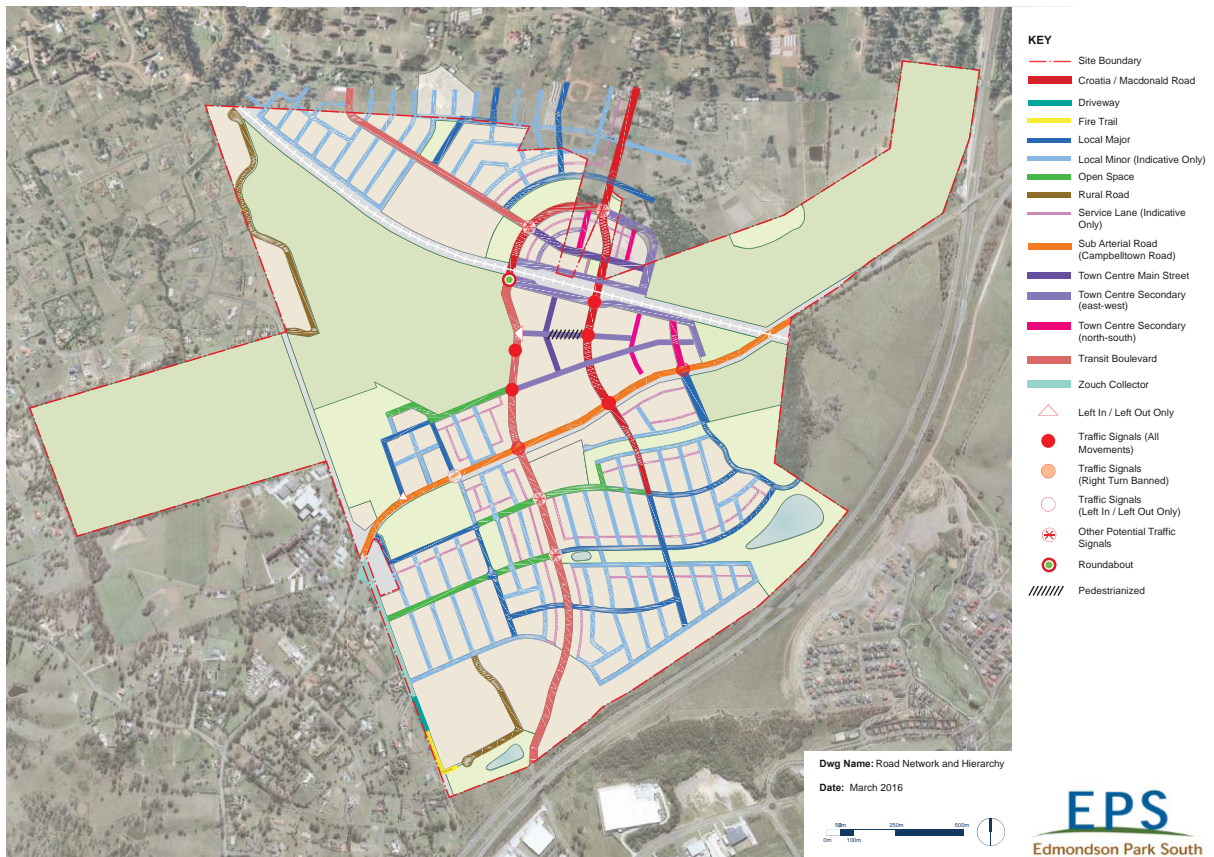 KEY
Site Boundary
Croatia / Macdonald Road
Driveway
Fire Trail
Local Major
Local Minor (Indicative Only)
Open Space
Rural Road
Service Lane (Indicative
Only)
Sub Arterial Road
(Campbelltown Road)
Town Centre Main Street
Town Centre Secondary
(east-west)
Town Centre Secondary
(north-south)
Transit Boulevard
Zouch Collector
Left In / Left Out Only
Traffic Signals (All
Movements)
Traffic Signals
(Right Turn Banned)
Traffic Signals
(Left In / Left Out Only)
Other Potential Traffic
Signals
Roundabout
Pedestrianized
Dwg Name: Road Network and Hierarchy
Date: March 2016
50m 250m 500m
0m 100m
EPS
Edmondson Park South